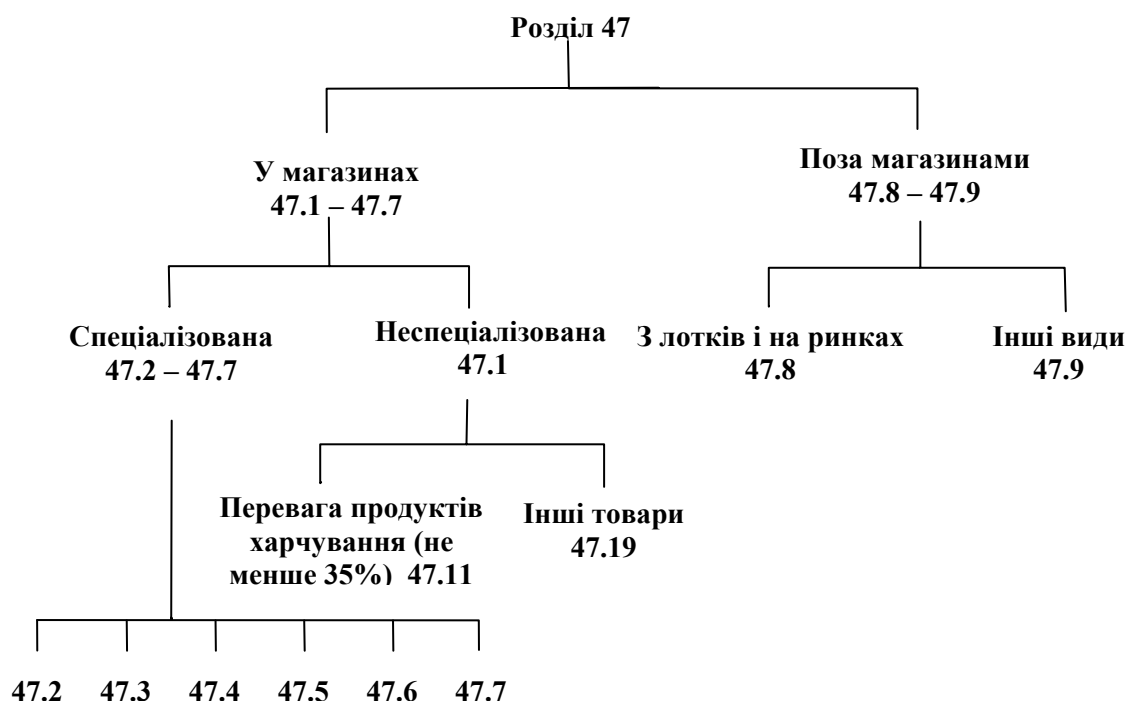 Розділ 47
У магазинах
47.1 – 47.7
Поза магазинами
47.8 – 47.9
Спеціалізована
47.2 – 47.7
Неспеціалізована
47.1
З лотків і на ринках
47.8
Інші види
47.9
Перевага продуктів
харчування (не
менше 35%) 47.11
Інші товари
47.19
47.2 47.3 47.4 47.5 47.6 47.7